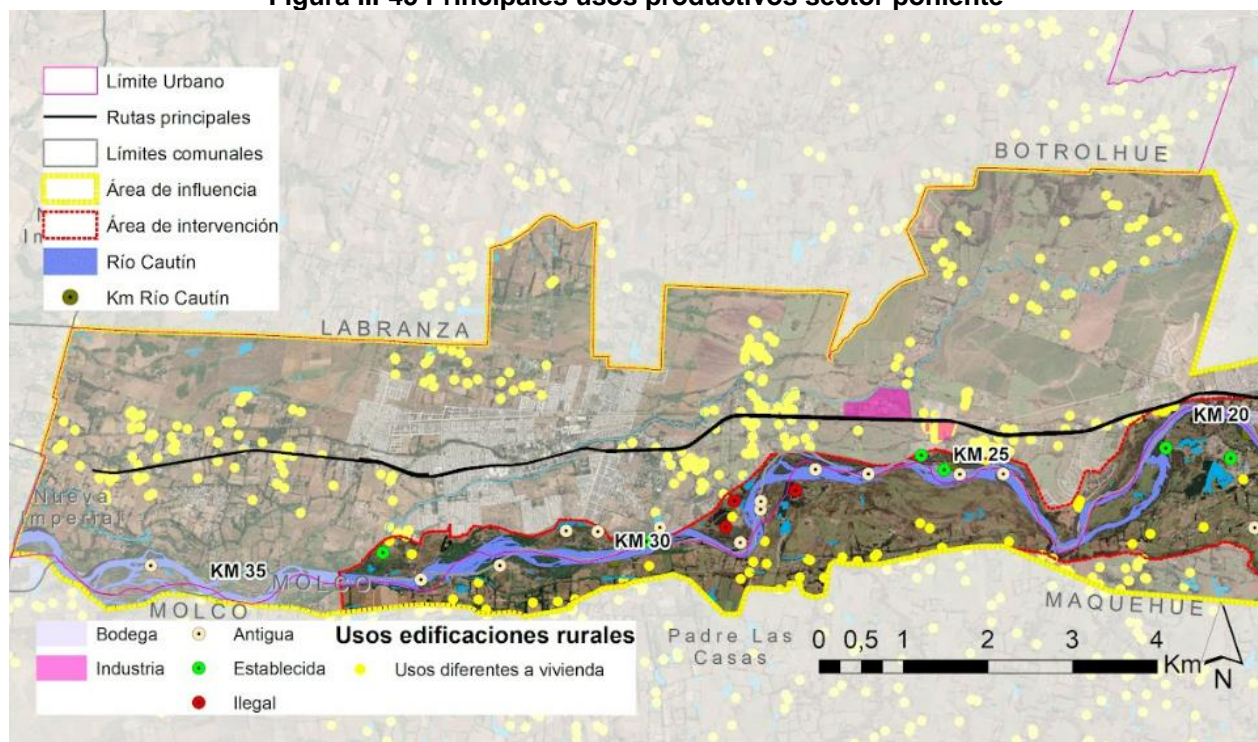 Figura III-43 Principales usos productivos sector poniente
Límite Urbano
Rutas principales
Límites comunales
Área de influencia
Área de intervención
Río Cautín
Km Río Cautín
BOTROLHUE
LABRANZA
KM 20
KM 25
Nueva
Imperial
KM 30
KM 35
MOLCO
MOLCO
MAQUEHUE
Bodega
Industria
Antigua
Establecida
Ilegal
Usos edificaciones rurales
Usos diferentes a vivienda
Padre Las
Casas
0 0,5 1 2 3 4
Km
N